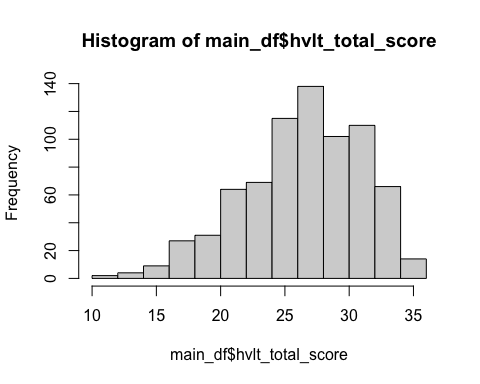 Histogram of main_df$hvlt_total_score
Frequency
140
100
60
20
0
10 15 20 25 30 35
main_df$hvlt_total_score